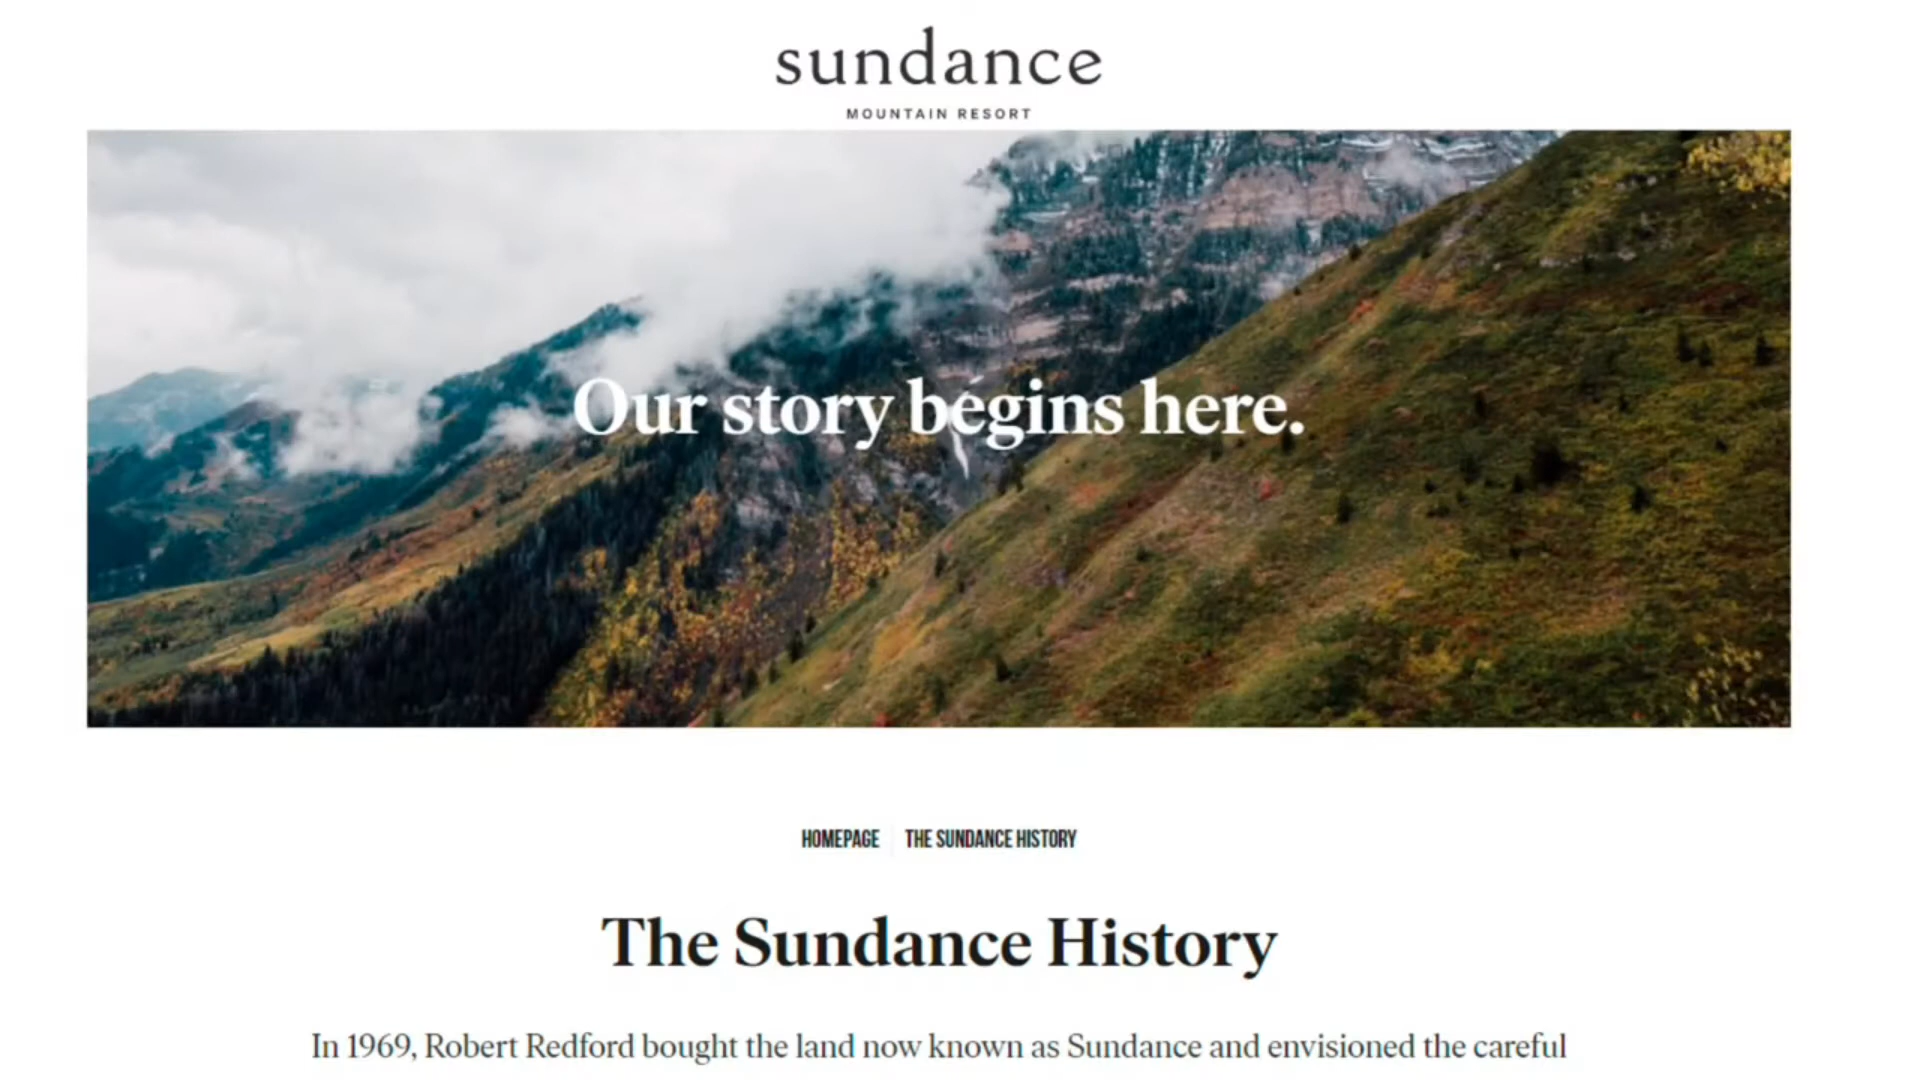 sundance
MOUNTAIN RESORT
Our story begins here.
HOMEPAGE THE SUNDANCE HISTORY
The Sundance History
In 1969, Robert Redford bought the land now known as Sundance and envisioned the careful